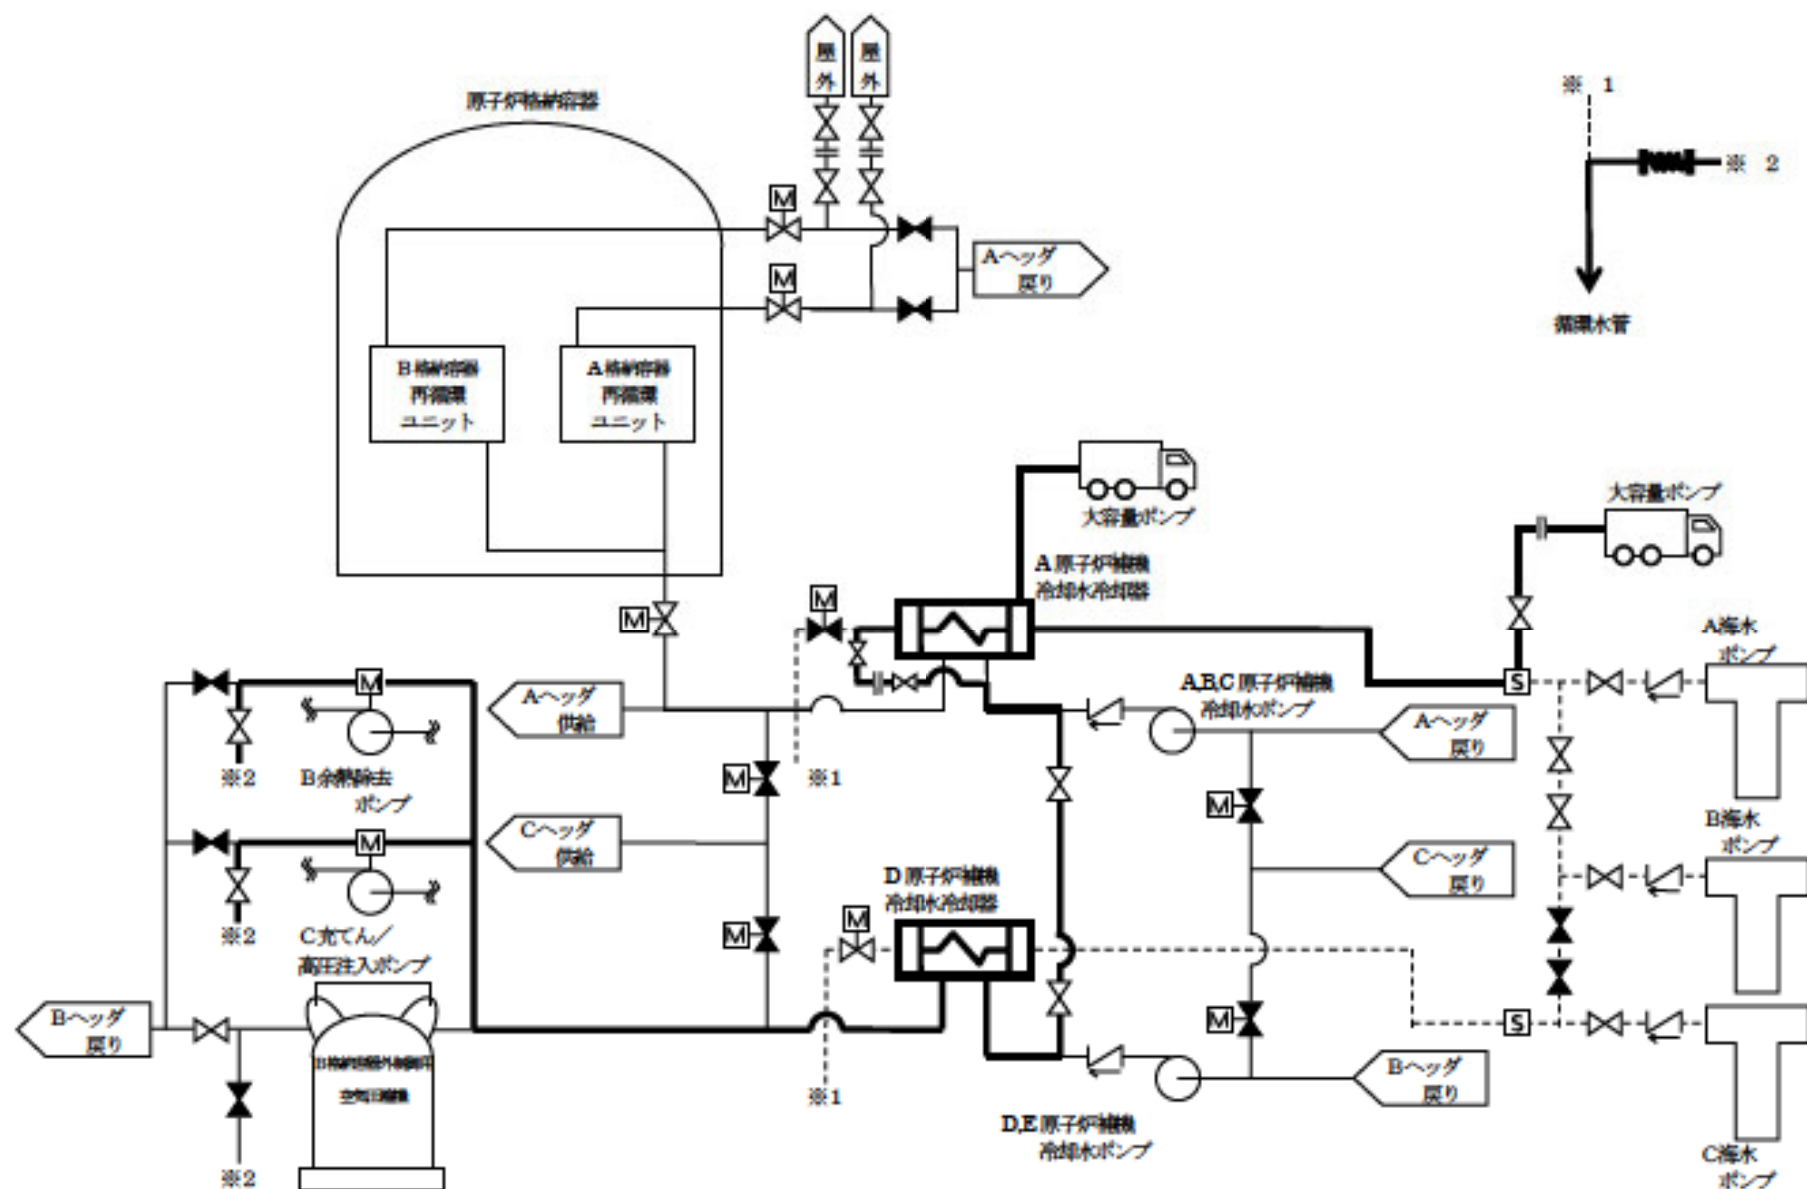 屋
外
屋
外
原子炉格納容器
※ 1
※ 2
循環水管
M
M
Aヘッダ
戻り
B格納容器
再循環
ユニット
A格納容器
再循環
ユニット
大容量ポンプ
大容量ポンプ
A原子炉補機
冷却水冷却器
M
M
A海水
ポンプ
M
Aヘッダ
供給
A,B,C原子炉補機
冷却水ポンプ
S
Aヘッダ
戻り
※2
B余熱除去
ポンプ
M
※1
M
B海水
ポンプ
M
Cヘッダ
供給
Cヘッダ
戻り
D原子炉補機
冷却水冷却器
※2
C充てん／
高圧注入ポンプ
M
M
Bヘッダ
戻り
M
S
空気圧縮機
※1
Bヘッダ
戻り
D,E原子炉補機
冷却水ポンプ
※2
C海水
ポンプ